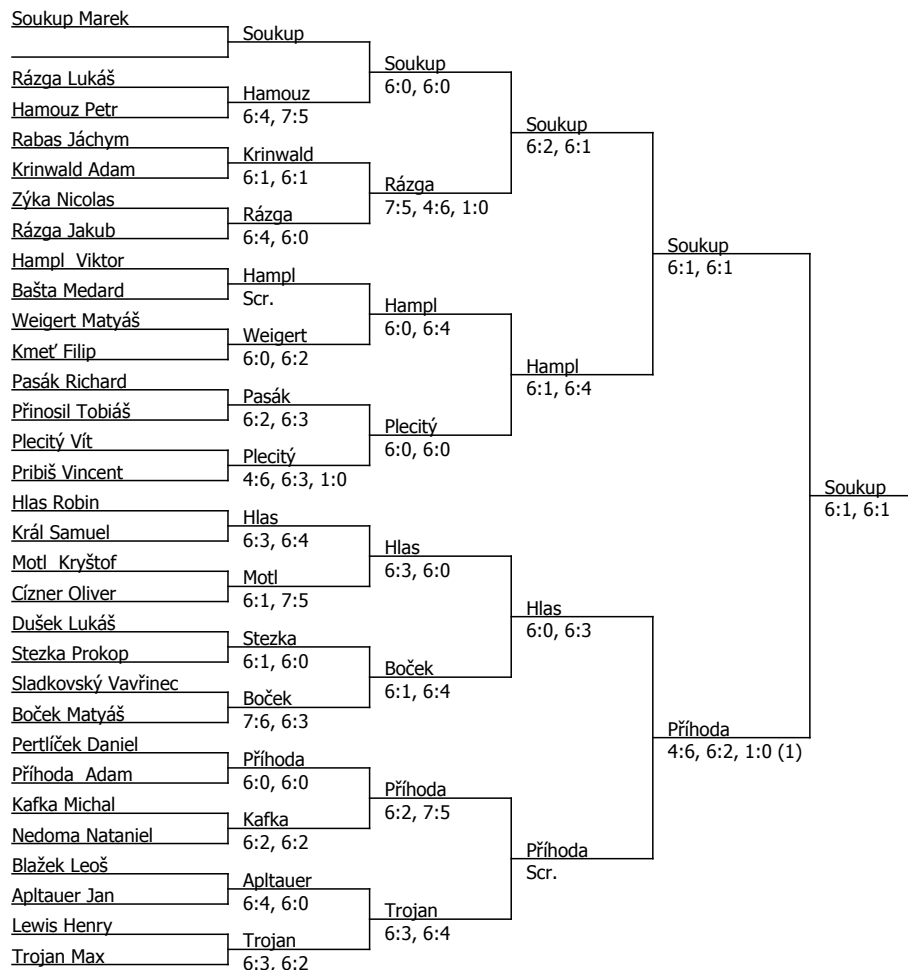 Soukup Marek
Soukup
Soukup
6:0, 6:0
Rázga Lukáš
Hamouz
6:4, 7:5
Hamouz Petr
Soukup
6:2, 6:1
Rabas Jáchym
Krinwald
6:1, 6:1
Krinwald Adam
Rázga
7:5, 4:6, 1:0
Zýka Nicolas
Rázga
6:4, 6:0
Rázga Jakub
Soukup
6:1, 6:1
Hampl  Viktor
Hampl
Scr.
Bašta Medard
Hampl
6:0, 6:4
Weigert Matyáš
Weigert
6:0, 6:2
Kmeť Filip
Hampl
6:1, 6:4
Pasák Richard
Pasák
6:2, 6:3
Přinosil Tobiáš
Plecitý
6:0, 6:0
Plecitý Vít
Plecitý
4:6, 6:3, 1:0
Pribiš Vincent
Soukup
6:1, 6:1
Hlas Robin
Hlas
6:3, 6:4
Král Samuel
Hlas
6:3, 6:0
Motl  Kryštof
Motl
6:1, 7:5
Cízner Oliver
Hlas
6:0, 6:3
Dušek Lukáš
Stezka
6:1, 6:0
Stezka Prokop
Boček
6:1, 6:4
Sladkovský Vavřinec
Boček
7:6, 6:3
Boček Matyáš
Příhoda
4:6, 6:2, 1:0 (1)
Pertlíček Daniel
Příhoda
6:0, 6:0
Příhoda  Adam
Příhoda
6:2, 7:5
Kafka Michal
Kafka
6:2, 6:2
Nedoma Nataniel
Příhoda
Scr.
Blažek Leoš
Apltauer
6:4, 6:0
Apltauer Jan
Trojan
6:3, 6:4
Lewis Henry
Trojan
6:3, 6:2
Trojan Max